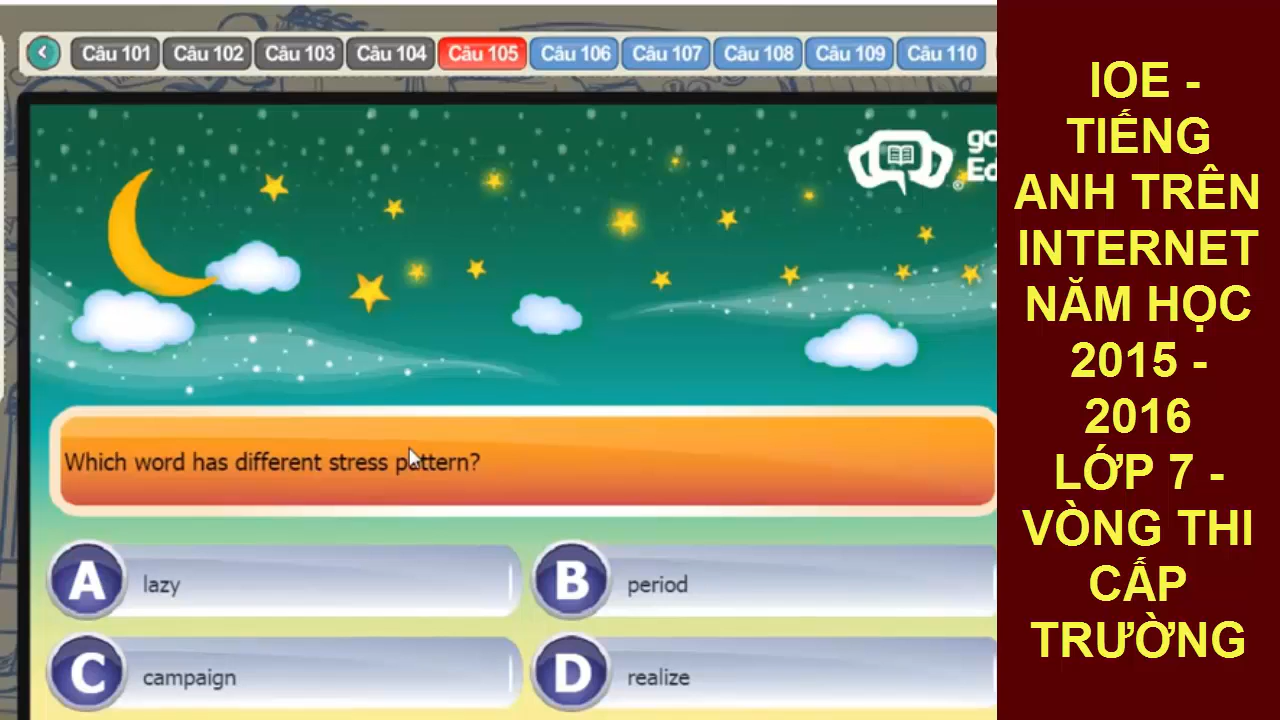 Câu 101 Câu 102 Câu 103 Câu 104 Câu 105 Câu 106 Câu 107 Câu 108 Câu 109 Câu 110
go
Ed
Which word has different stress pattern?
A lazy
B period
C campaign
D realize
IOE -
TIẾNG
ANH TRÊN
INTERNET
NĂM HỌC
2015 -
2016
LỚP 7 -
VÒNG THI
CẤP
TRƯỜNG